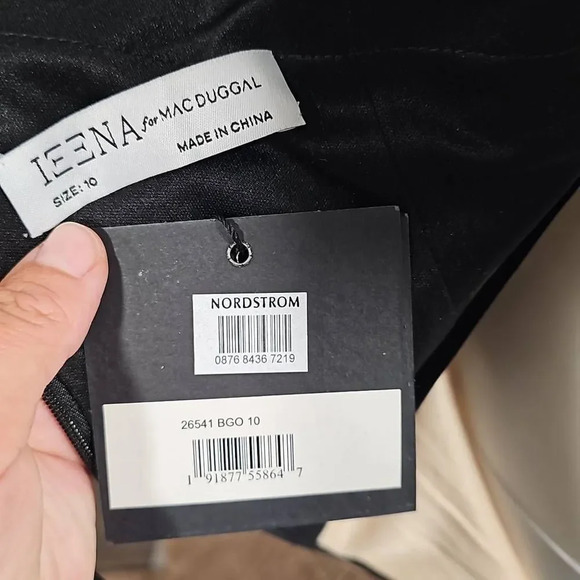 IEENA for MAC DUGGAL
SIZE: 10
MADE IN CHINA
NORDSTROM
0876 8436 7219
26541 BGO 10
1 91877 55864 7